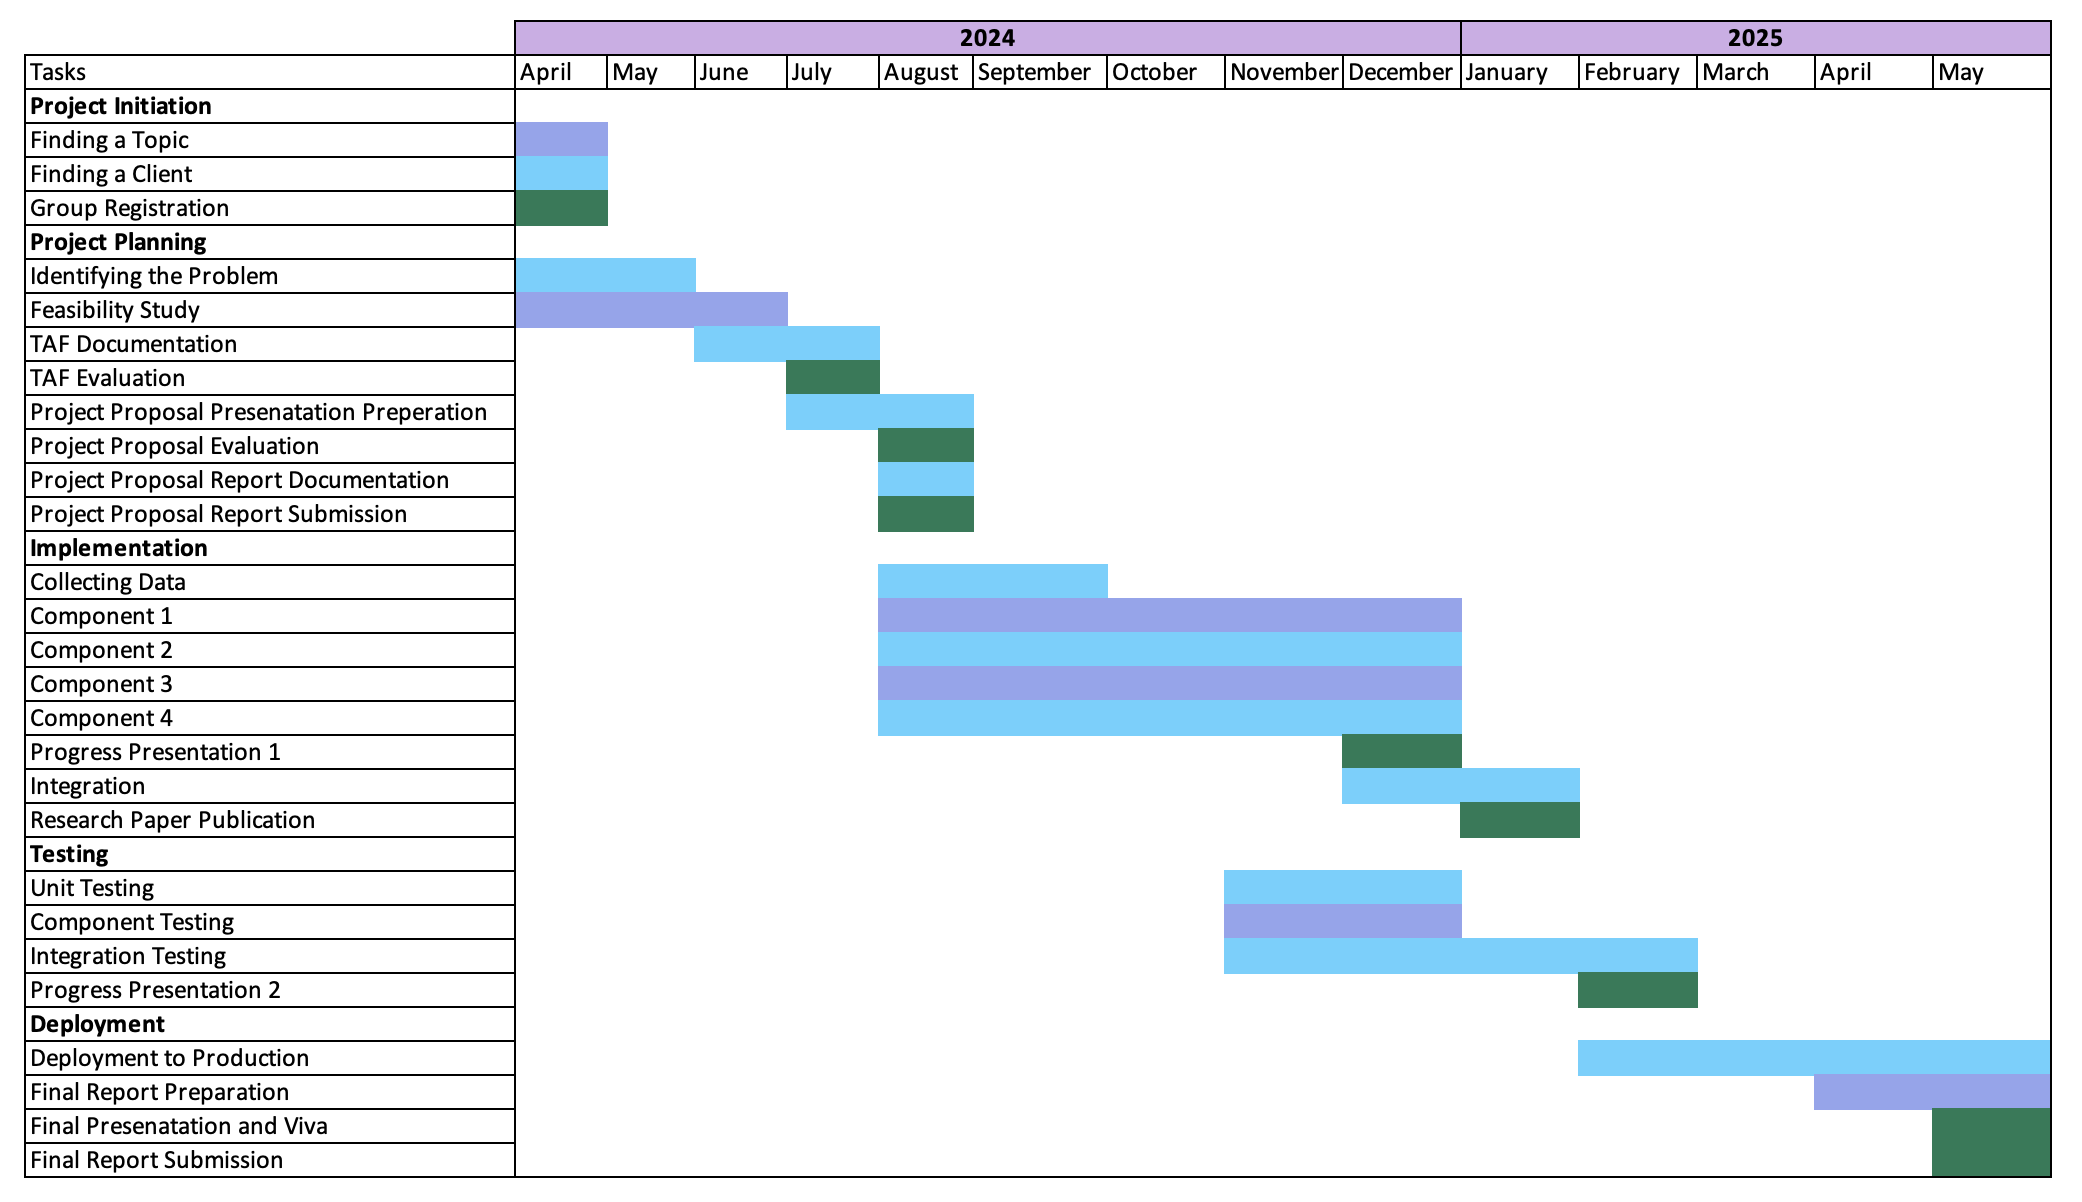 2024 2025
Tasks April May June July August September October November December January February March April May
Project Initiation
Finding a Topic
Finding a Client
Group Registration
Project Planning
Identifying the Problem
Feasibility Study
TAF Documentation
TAF Evaluation
Project Proposal Presenatation Preperation
Project Proposal Evaluation
Project Proposal Report Documentation
Project Proposal Report Submission
Implementation
Collecting Data
Component 1
Component 2
Component 3
Component 4
Progress Presentation 1
Integration
Research Paper Publication
Testing
Unit Testing
Component Testing
Integration Testing
Progress Presentation 2
Deployment
Deployment to Production
Final Report Preparation
Final Presenatation and Viva
Final Report Submission